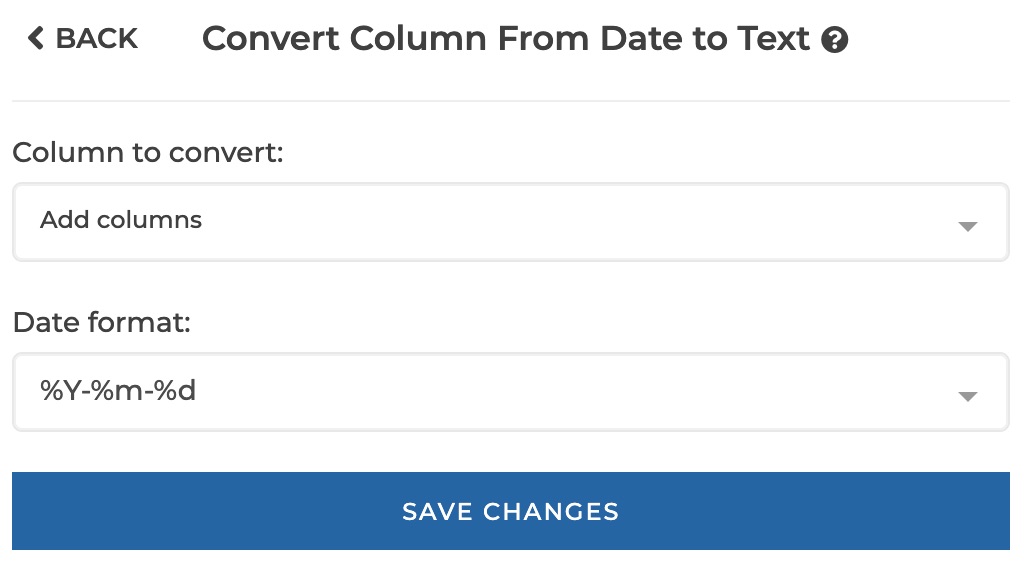 BACK Convert Column From Date to Text ?
Column to convert:
Add columns
Date format:
%Y-%m-%d
SAVE CHANGES